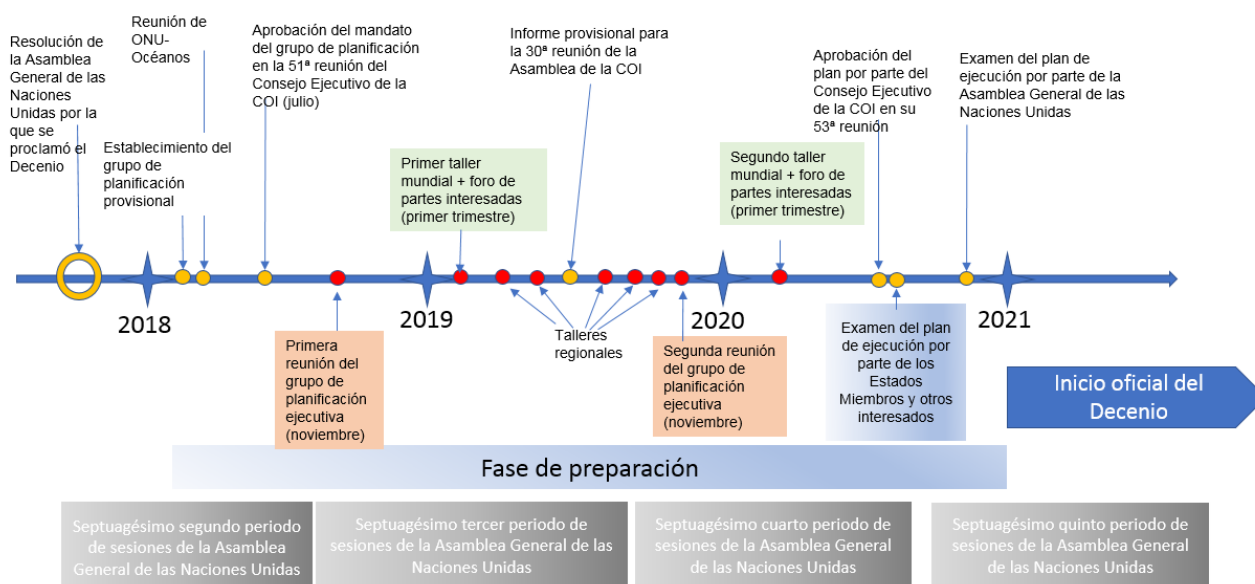 Resolución de
la Asamblea
General de las
Naciones
Unidas por la
que se
proclamó el
Decenio
Reunión de
ONU-
Océanos
Establecimiento del
grupo de
planificación
provisional
Aprobación del mandato
del grupo de planificación
en la 51ª reunión del
Consejo Ejecutivo de la
COI (julio)
Primer taller
mundial + foro de
partes interesadas
(primer trimestre)
Informe provisional para
la 30ª reunión de la
Asamblea de la COI
Segundo taller
mundial + foro de
partes interesadas
(primer trimestre)
Aprobación del
plan por parte del
Consejo Ejecutivo
de la COI en su
53ª reunión
Examen del plan de
ejecución por parte de la
Asamblea General de las
Naciones Unidas
2018
2019
2020
2021
Primera
reunión del
grupo de
planificación
ejecutiva
(noviembre)
Talleres
regionales
Segunda reunión
del grupo de
planificación
ejecutiva
(noviembre)
Examen del plan
de ejecución por
parte de los
Estados
Miembros y otros
interesados
Inicio oficial del
Decenio
Fase de preparación
Septuagésimo segundo periodo
de sesiones de la Asamblea
General de las Naciones Unidas
Septuagésimo tercer periodo de
sesiones de la Asamblea General de las
Naciones Unidas
Septuagésimo cuarto periodo de
sesiones de la Asamblea General
de las Naciones Unidas
Septuagésimo quinto periodo de
sesiones de la Asamblea General
de las Naciones Unidas